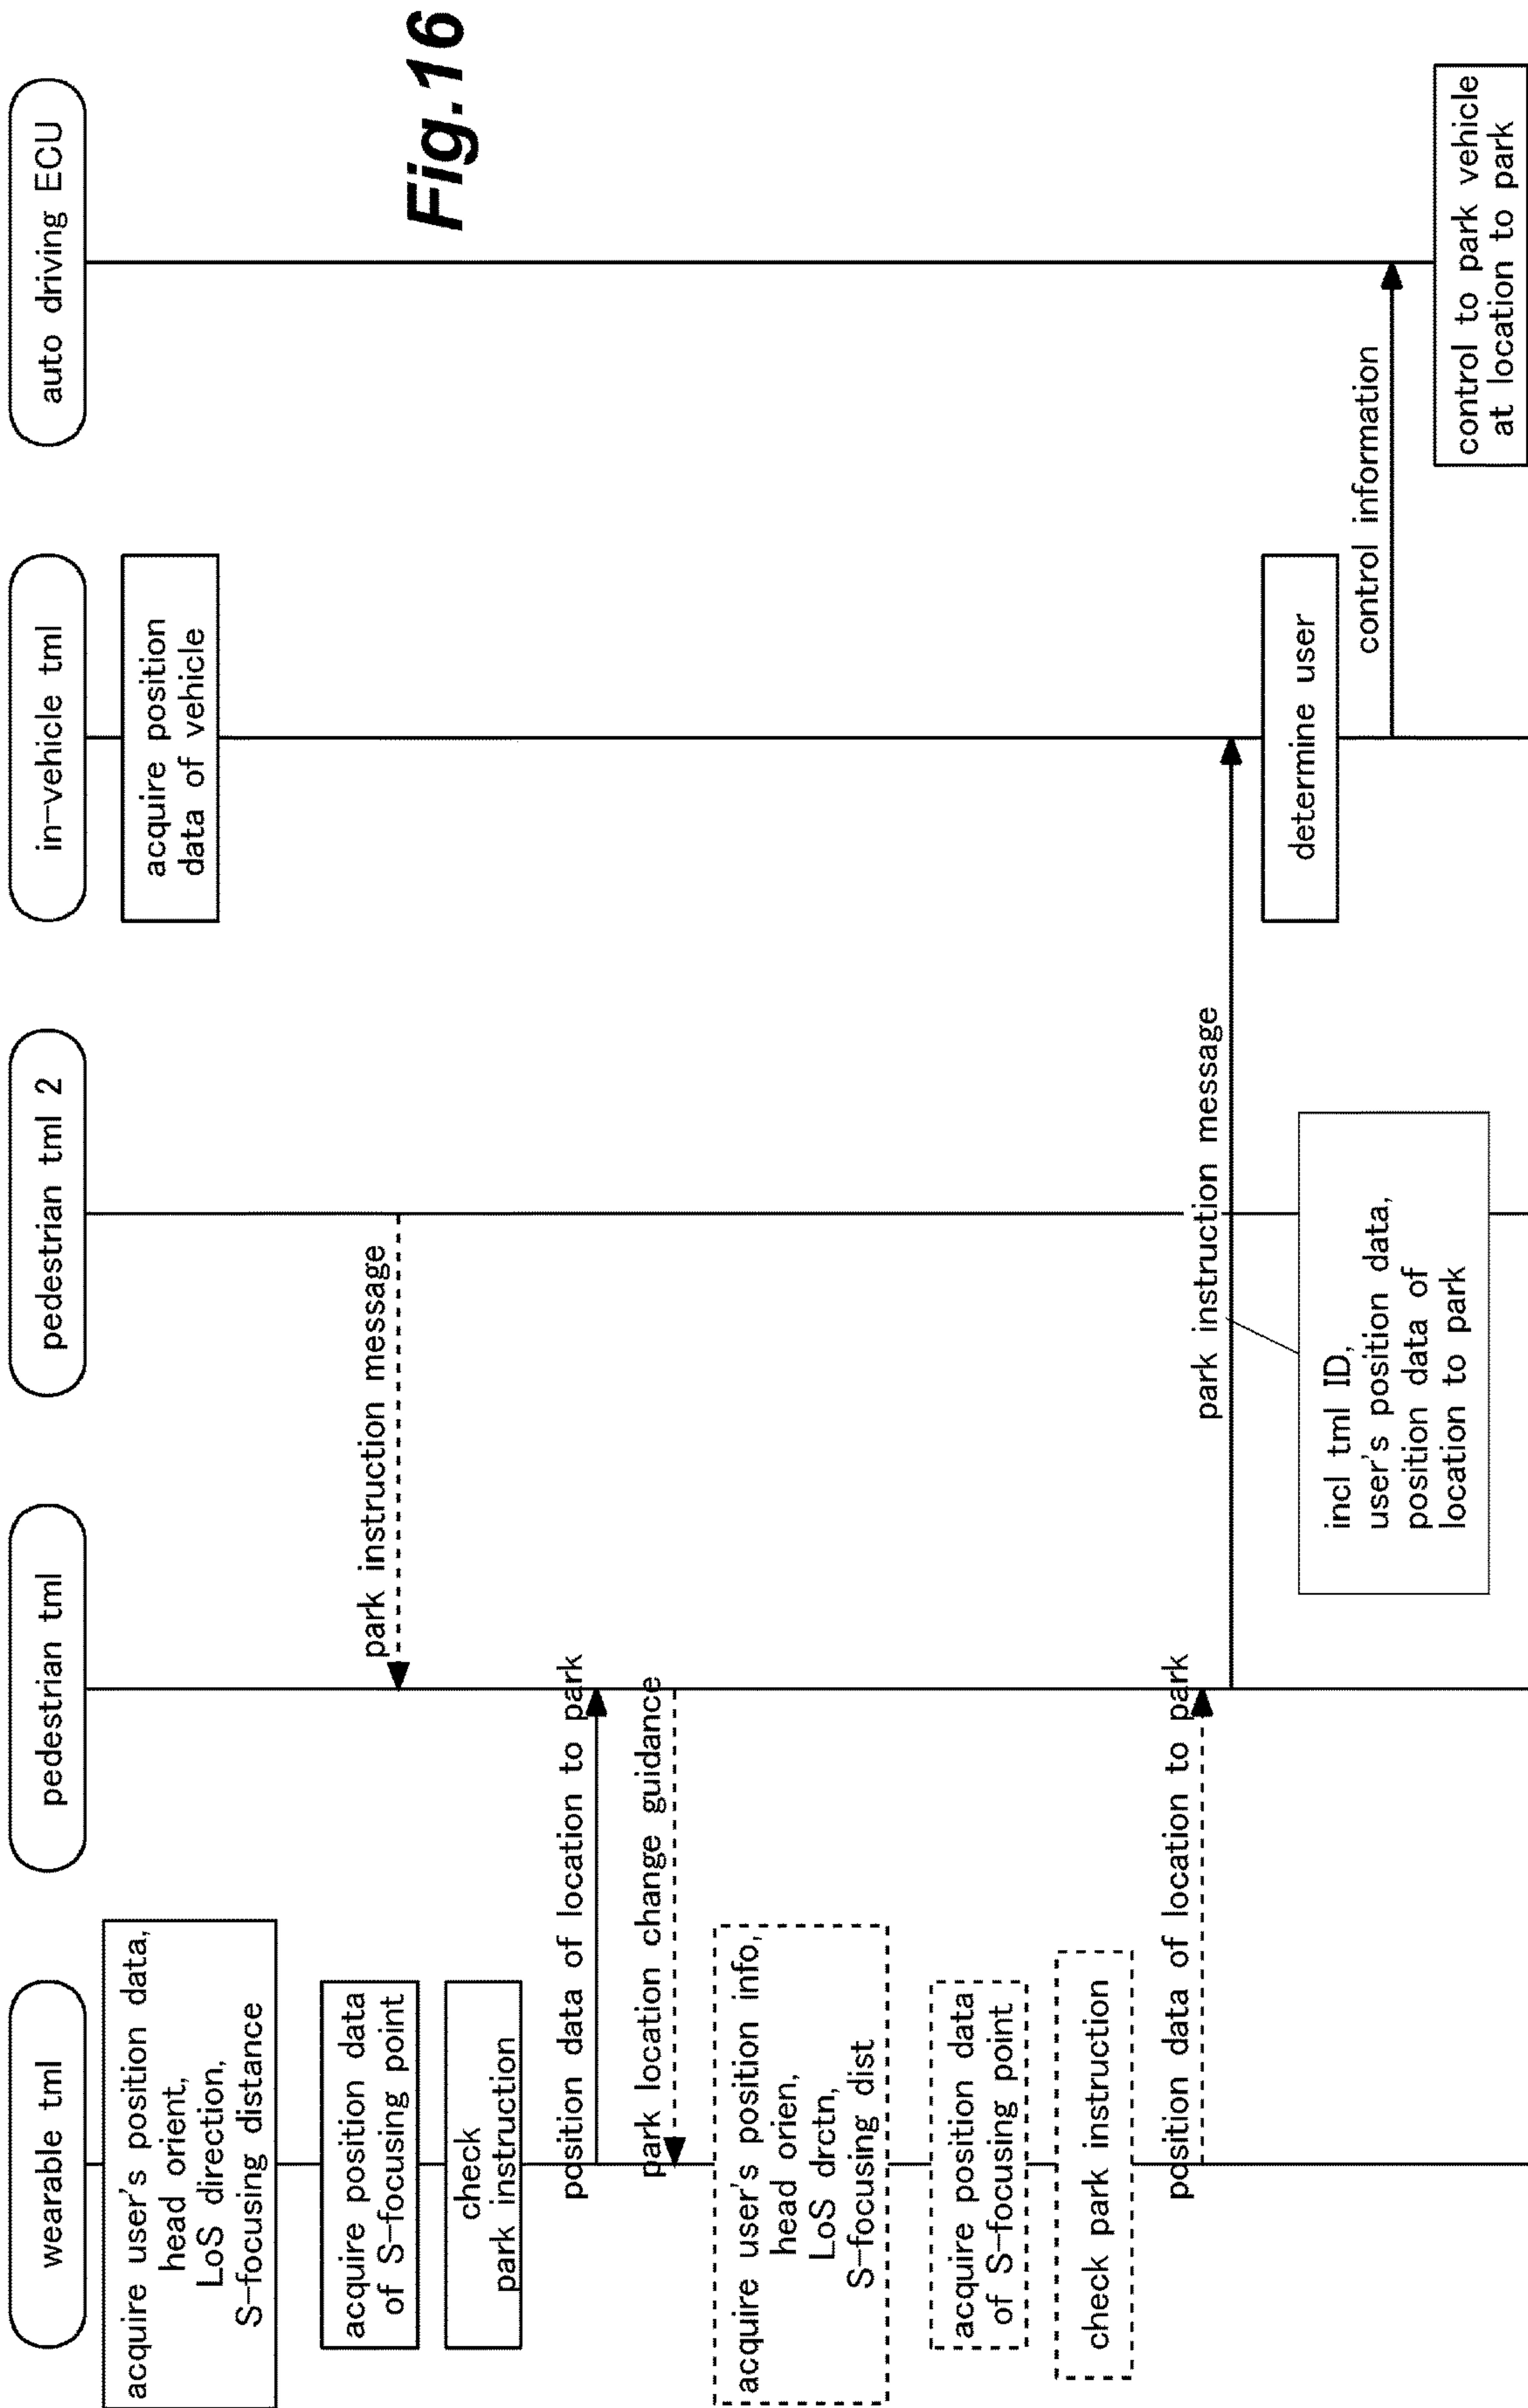 wearable tml
pedestrian tml
pedestrian tml 2
in-vehicle tml
auto driving ECU
acquire user's position data,
head orient,
LoS direction,
S-focusing distance
acquire position
data of vehicle
acquire position data
of S-focusing point
park instruction message
check
park instruction
position data of location to park
park location change guidance
acquire user's position info,
head orien,
LoS drctn,
S-focusing dist
acquire position data
of S-focusing point
check park instruction
position data of location to park
park instruction message
incl tml ID,
user's position data,
position data of
location to park
determine user
control information
control to park vehicle
at location to park
Fig.16